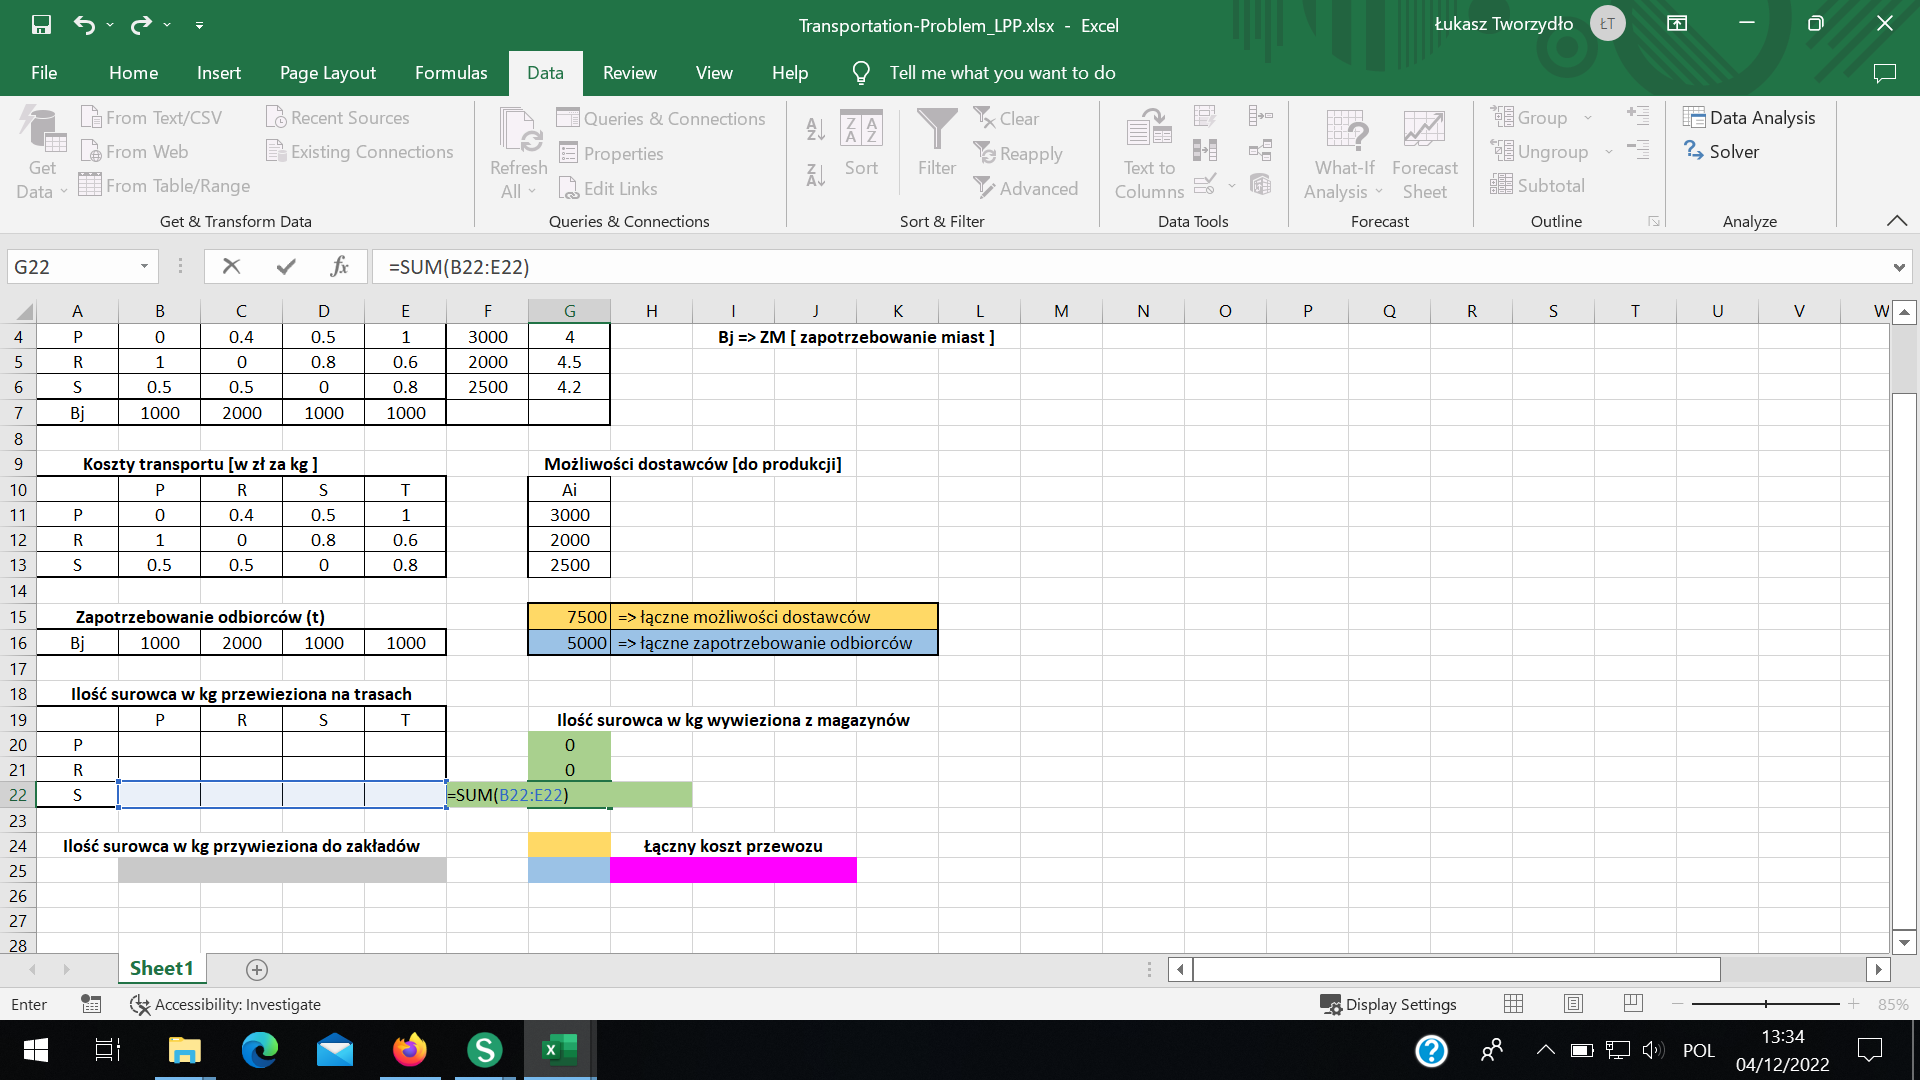 Transportation-Problem_LPP.xlsx - Excel
Łukasz Tworzydło ŁT
File Home Insert Page Layout Formulas Data Review View Help Tell me what you want to do
Get Data
From Text/CSV
From Web
From Table/Range
Recent Sources
Existing Connections
Get & Transform Data
Refresh All
Queries & Connections
Properties
Edit Links
Queries & Connections
Sort
Filter
Clear
Reapply
Advanced
Sort & Filter
Text to Columns
Data Tools
What-If Analysis
Forecast Sheet
Forecast
Group
Ungroup
Subtotal
Outline
Data Analysis
Solver
Analyze
G22 fx =SUM(B22:E22)
A B C D E F G H I J K L M N O P Q R S T U V W
4 P 0 0.4 0.5 1 3000 4 Bj => ZM [ zapotrzebowanie miast ]
5 R 1 0 0.8 0.6 2000 4.5
6 S 0.5 0.5 0 0.8 2500 4.2
7 Bj 1000 2000 1000 1000
8
9 Koszty transportu [w zł za kg ] Możliwości dostawców [do produkcji]
10 P R S T Ai
11 P 0 0.4 0.5 1 3000
12 R 1 0 0.8 0.6 2000
13 S 0.5 0.5 0 0.8 2500
14
15 Zapotrzebowanie odbiorców (t) 7500 => łączne możliwości dostawców
16 Bj 1000 2000 1000 1000 5000 => łączne zapotrzebowanie odbiorców
17
18 Ilość surowca w kg przewieziona na trasach
19 P R S T Ilość surowca w kg wywieziona z magazynów
20 P 0
21 R 0
22 S =SUM(B22:E22)
23
24 Ilość surowca w kg przywieziona do zakładów Łączny koszt przewozu
25
26
27
28
Sheet1
Enter Accessibility: Investigate Display Settings 85%
POL 13:34
04/12/2022